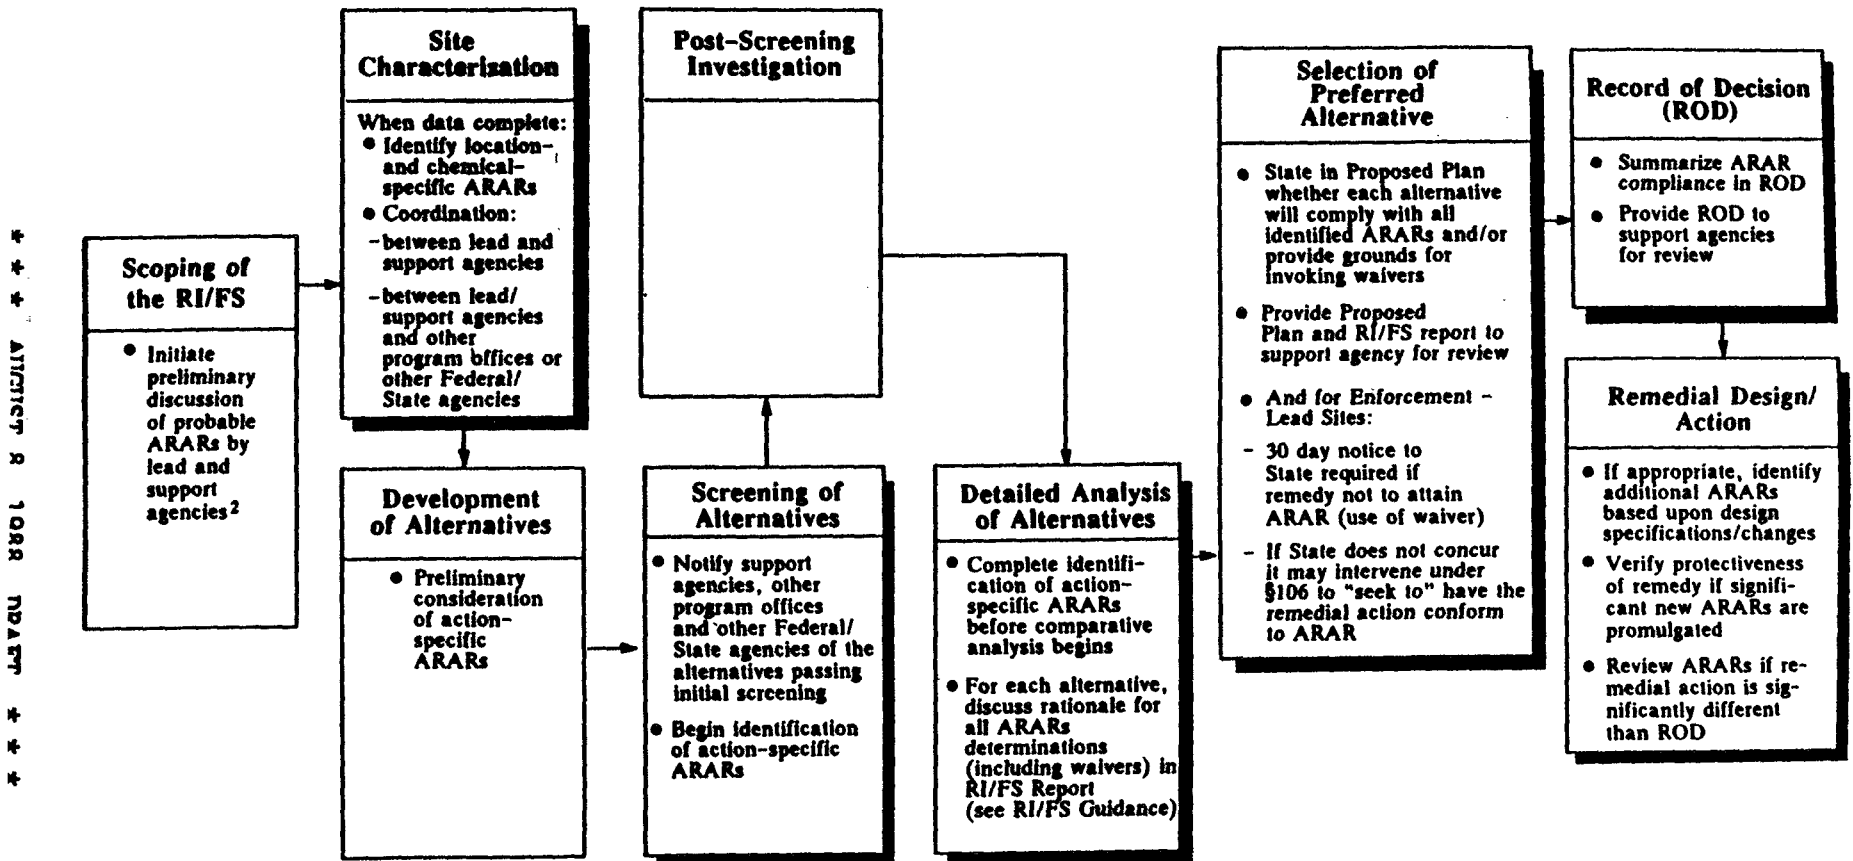 * * * AUGUST 8 1988 DRAFT * * *
Scoping of
the RI/FS
● Initiate
preliminary
discussion
of probable
ARARs by
lead and
support
agencies²
Site
Characterization
When data complete:
● Identify location-
and chemical-
specific ARARs
● Coordination:
- between lead and
support agencies
- between lead/
support agencies
and other
program offices or
other Federal/
State agencies
Development
of Alternatives
● Preliminary
consideration
of action-
specific
ARARs
Screening of
Alternatives
● Notify support
agencies, other
program offices
and other Federal/
State agencies of the
alternatives passing
initial screening
● Begin identification
of action-specific
ARARs
Post-Screening
Investigation
Detailed Analysis
of Alternatives
● Complete identifi-
cation of action-
specific ARARs
before comparative
analysis begins
● For each alternative,
discuss rationale for
all ARARs
determinations
(including waivers) in
RI/FS Report
(see RI/FS Guidance)
Selection of
Preferred
Alternative
● State in Proposed Plan
whether each alternative
will comply with all
identified ARARs and/or
provide grounds for
invoking waivers
● Provide Proposed
Plan and RI/FS report to
support agency for review
● And for Enforcement -
Lead Sites:
- 30 day notice to
State required if
remedy not to attain
ARAR (use of waiver)
- If State does not concur
it may intervene under
§106 to "seek to" have the
remedial action conform
to ARAR
Record of Decision
(ROD)
● Summarize ARAR
compliance in ROD
● Provide ROD to
support agencies
for review
Remedial Design/
Action
● If appropriate, identify
additional ARARs
based upon design
specifications/changes
● Verify protectiveness
of remedy if signifi-
cant new ARARs are
promulgated
● Review ARARs if re-
medial action is sig-
nificantly different
than ROD